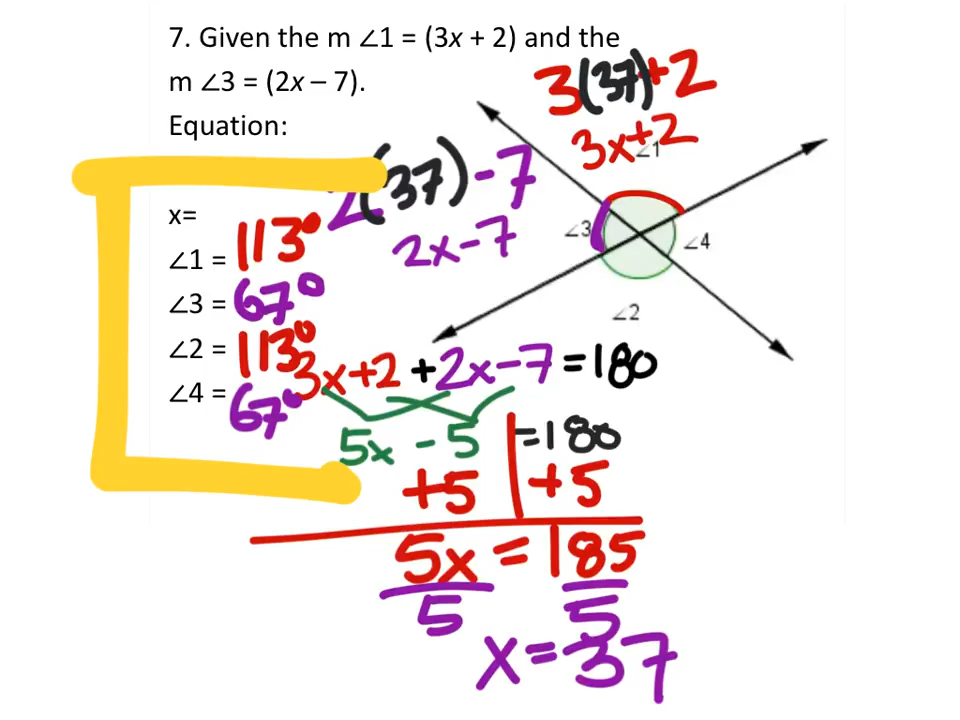 7. Given the m ∠1 = (3x + 2) and the
m ∠3 = (2x – 7).
Equation:
3(37)+2
3x+2
∠1
2(37)-7
2x-7
∠3
∠4
∠2
x=
∠1 = 113°
∠3 = 67°
∠2 = 113°
∠4 = 67°
3x+2 +2x-7=180
5x - 5 =180
+5 +5
5x = 185
5 5
x=37